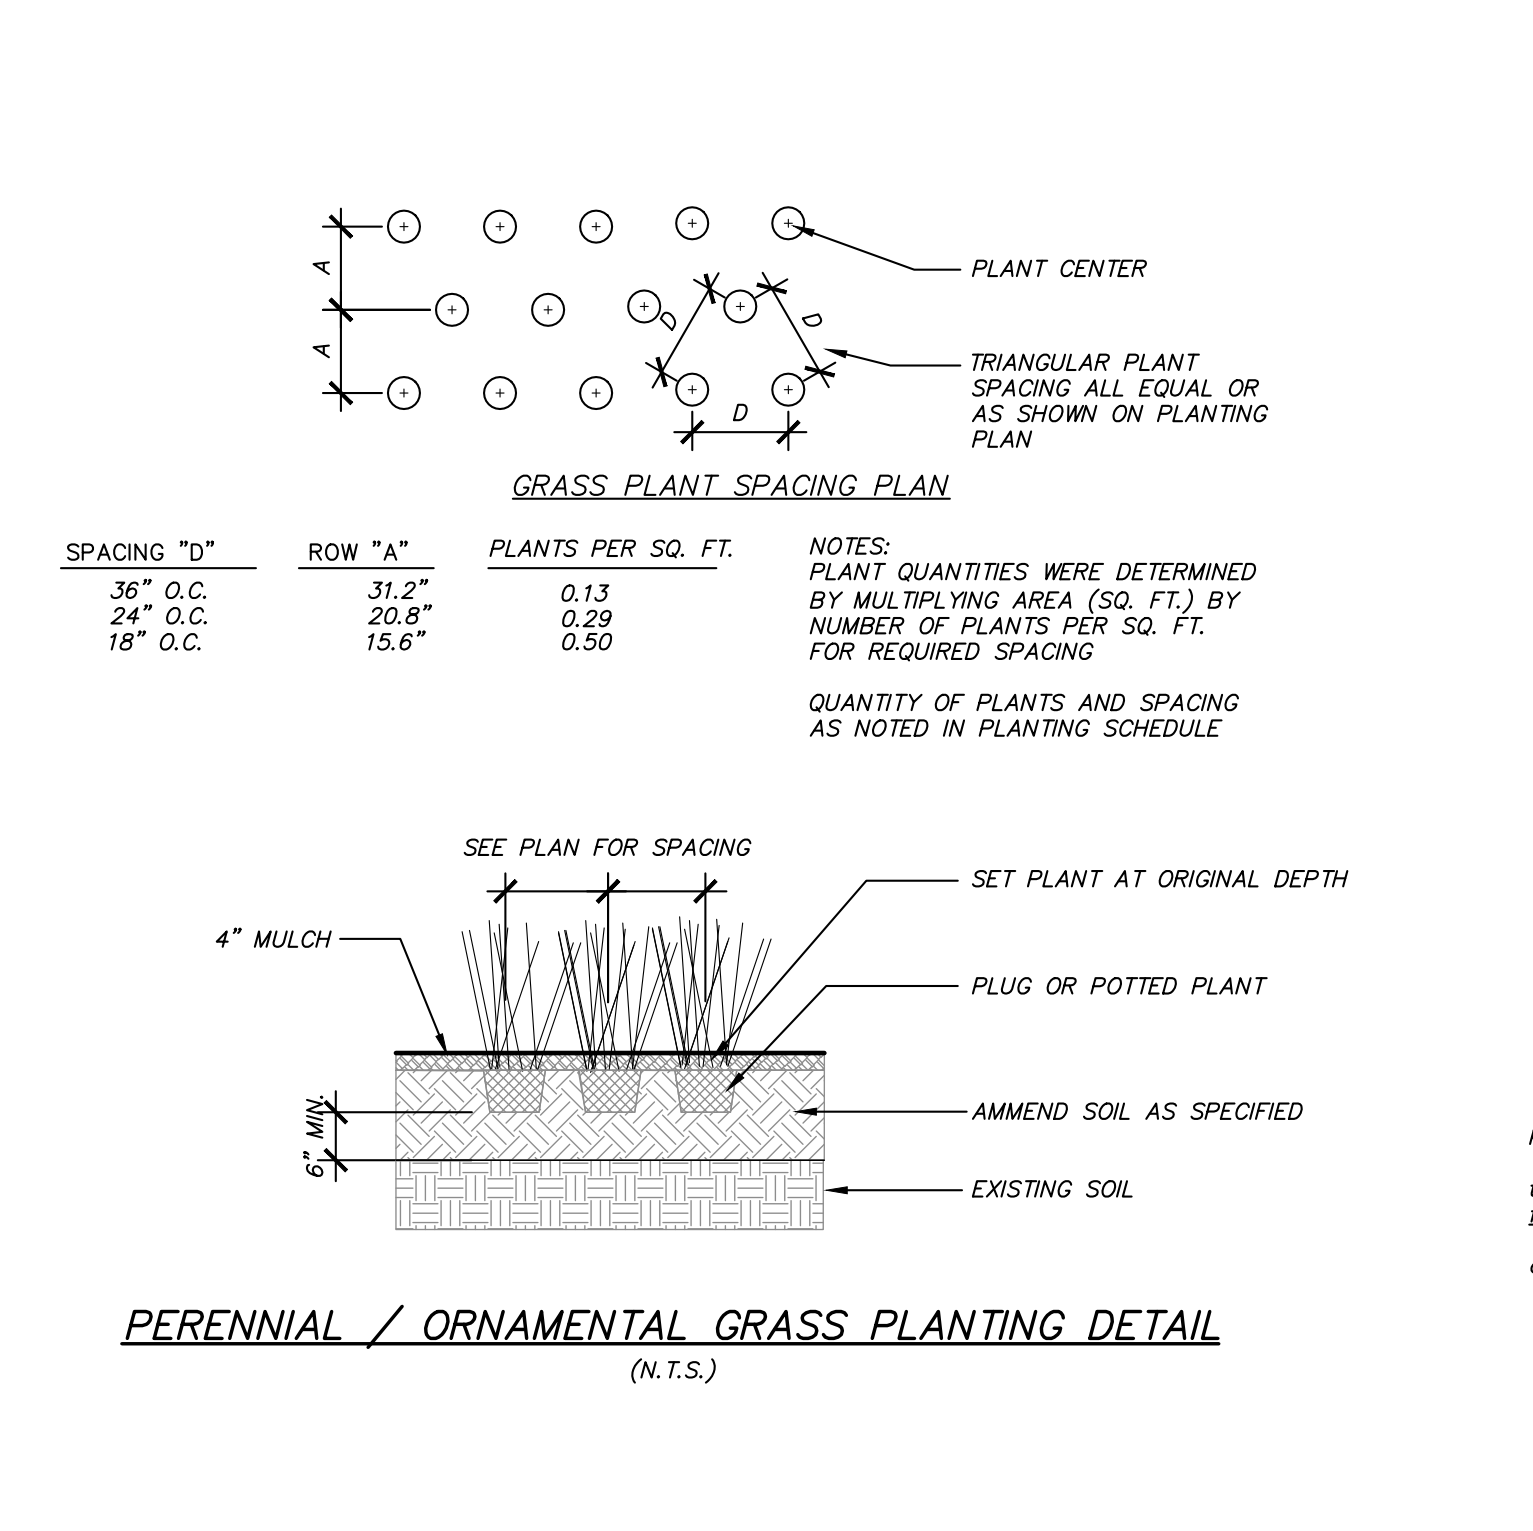 A
A
D
D
D
PLANT CENTER
TRIANGULAR PLANT
SPACING ALL EQUAL OR
AS SHOWN ON PLANTING
PLAN
GRASS PLANT SPACING PLAN
SPACING "D" ROW "A" PLANTS PER SQ. FT.
36" O.C. 31.2" 0.13
24" O.C. 20.8" 0.29
18" O.C. 15.6" 0.50
NOTES:
PLANT QUANTITIES WERE DETERMINED
BY MULTIPLYING AREA (SQ. FT.) BY
NUMBER OF PLANTS PER SQ. FT.
FOR REQUIRED SPACING
QUANTITY OF PLANTS AND SPACING
AS NOTED IN PLANTING SCHEDULE
SEE PLAN FOR SPACING
SET PLANT AT ORIGINAL DEPTH
4" MULCH
PLUG OR POTTED PLANT
6" MIN.
AMMEND SOIL AS SPECIFIED
EXISTING SOIL
PERENNIAL / ORNAMENTAL GRASS PLANTING DETAIL
(N.T.S.)